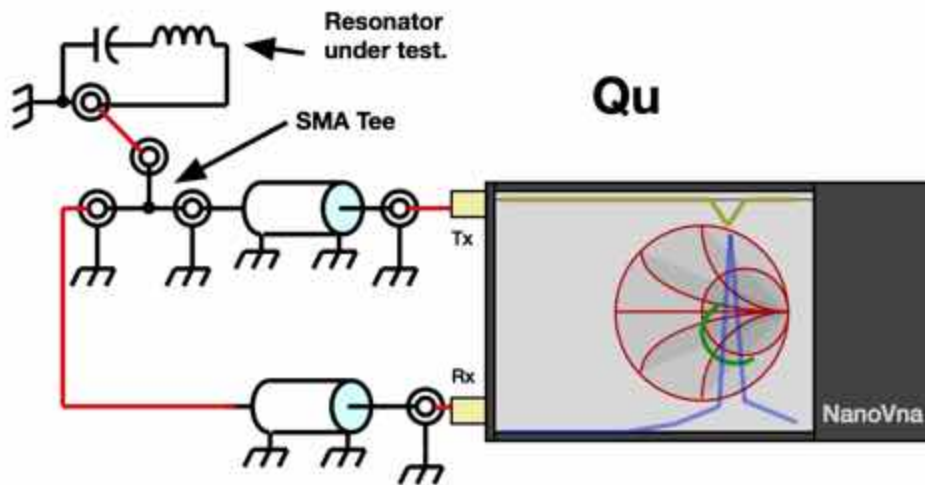 Resonator
under test.
Qu
SMA Tee
Tx
Rx
NanoVna